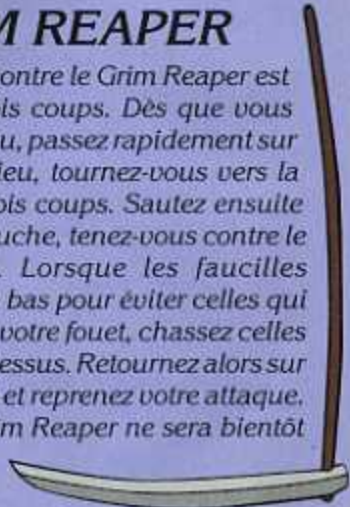 M REAPER
contre le Grim Reaper est
ois coups. Dès que vous
u, passez rapidement sur
ieu, tournez-vous vers la
ois coups. Sautez ensuite
uche, tenez-vous contre le
. Lorsque les faucilles
bas pour éviter celles qui
votre fouet, chassez celles
essus. Retournez alors sur
et reprenez votre attaque.
m Reaper ne sera bientôt